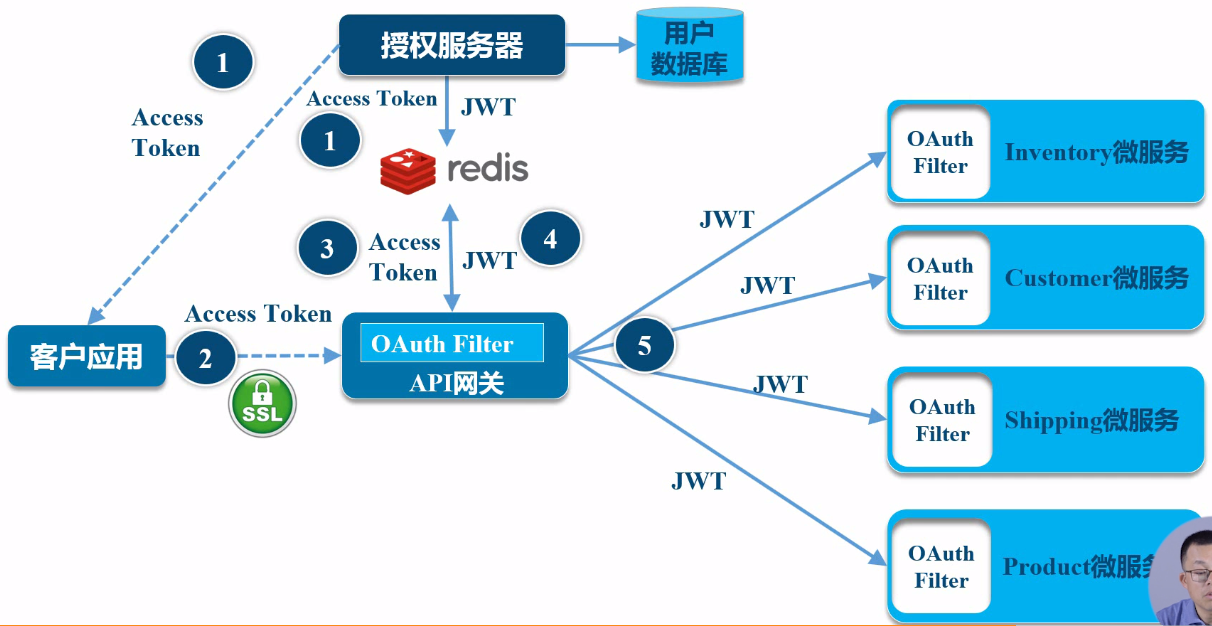 授权服务器
用户
数据库
1
Access
Token
Access Token
JWT
1
redis
3
Access
Token
JWT
4
客户应用
Access Token
2
SSL
OAuth Filter
API网关
5
JWT
JWT
JWT
JWT
OAuth
Filter
Inventory微服务
OAuth
Filter
Customer微服务
OAuth
Filter
Shipping微服务
OAuth
Filter
Product微服务